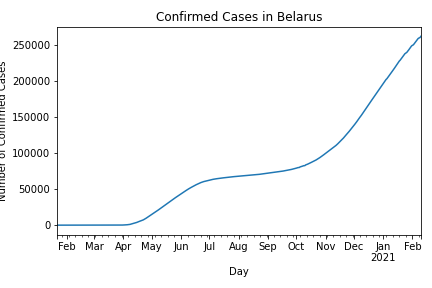 Confirmed Cases in Belarus
Number of Confirmed Cases
250000
200000
150000
100000
50000
0
Feb Mar Apr May Jun Jul Aug Sep Oct Nov Dec Jan Feb
2021
Day